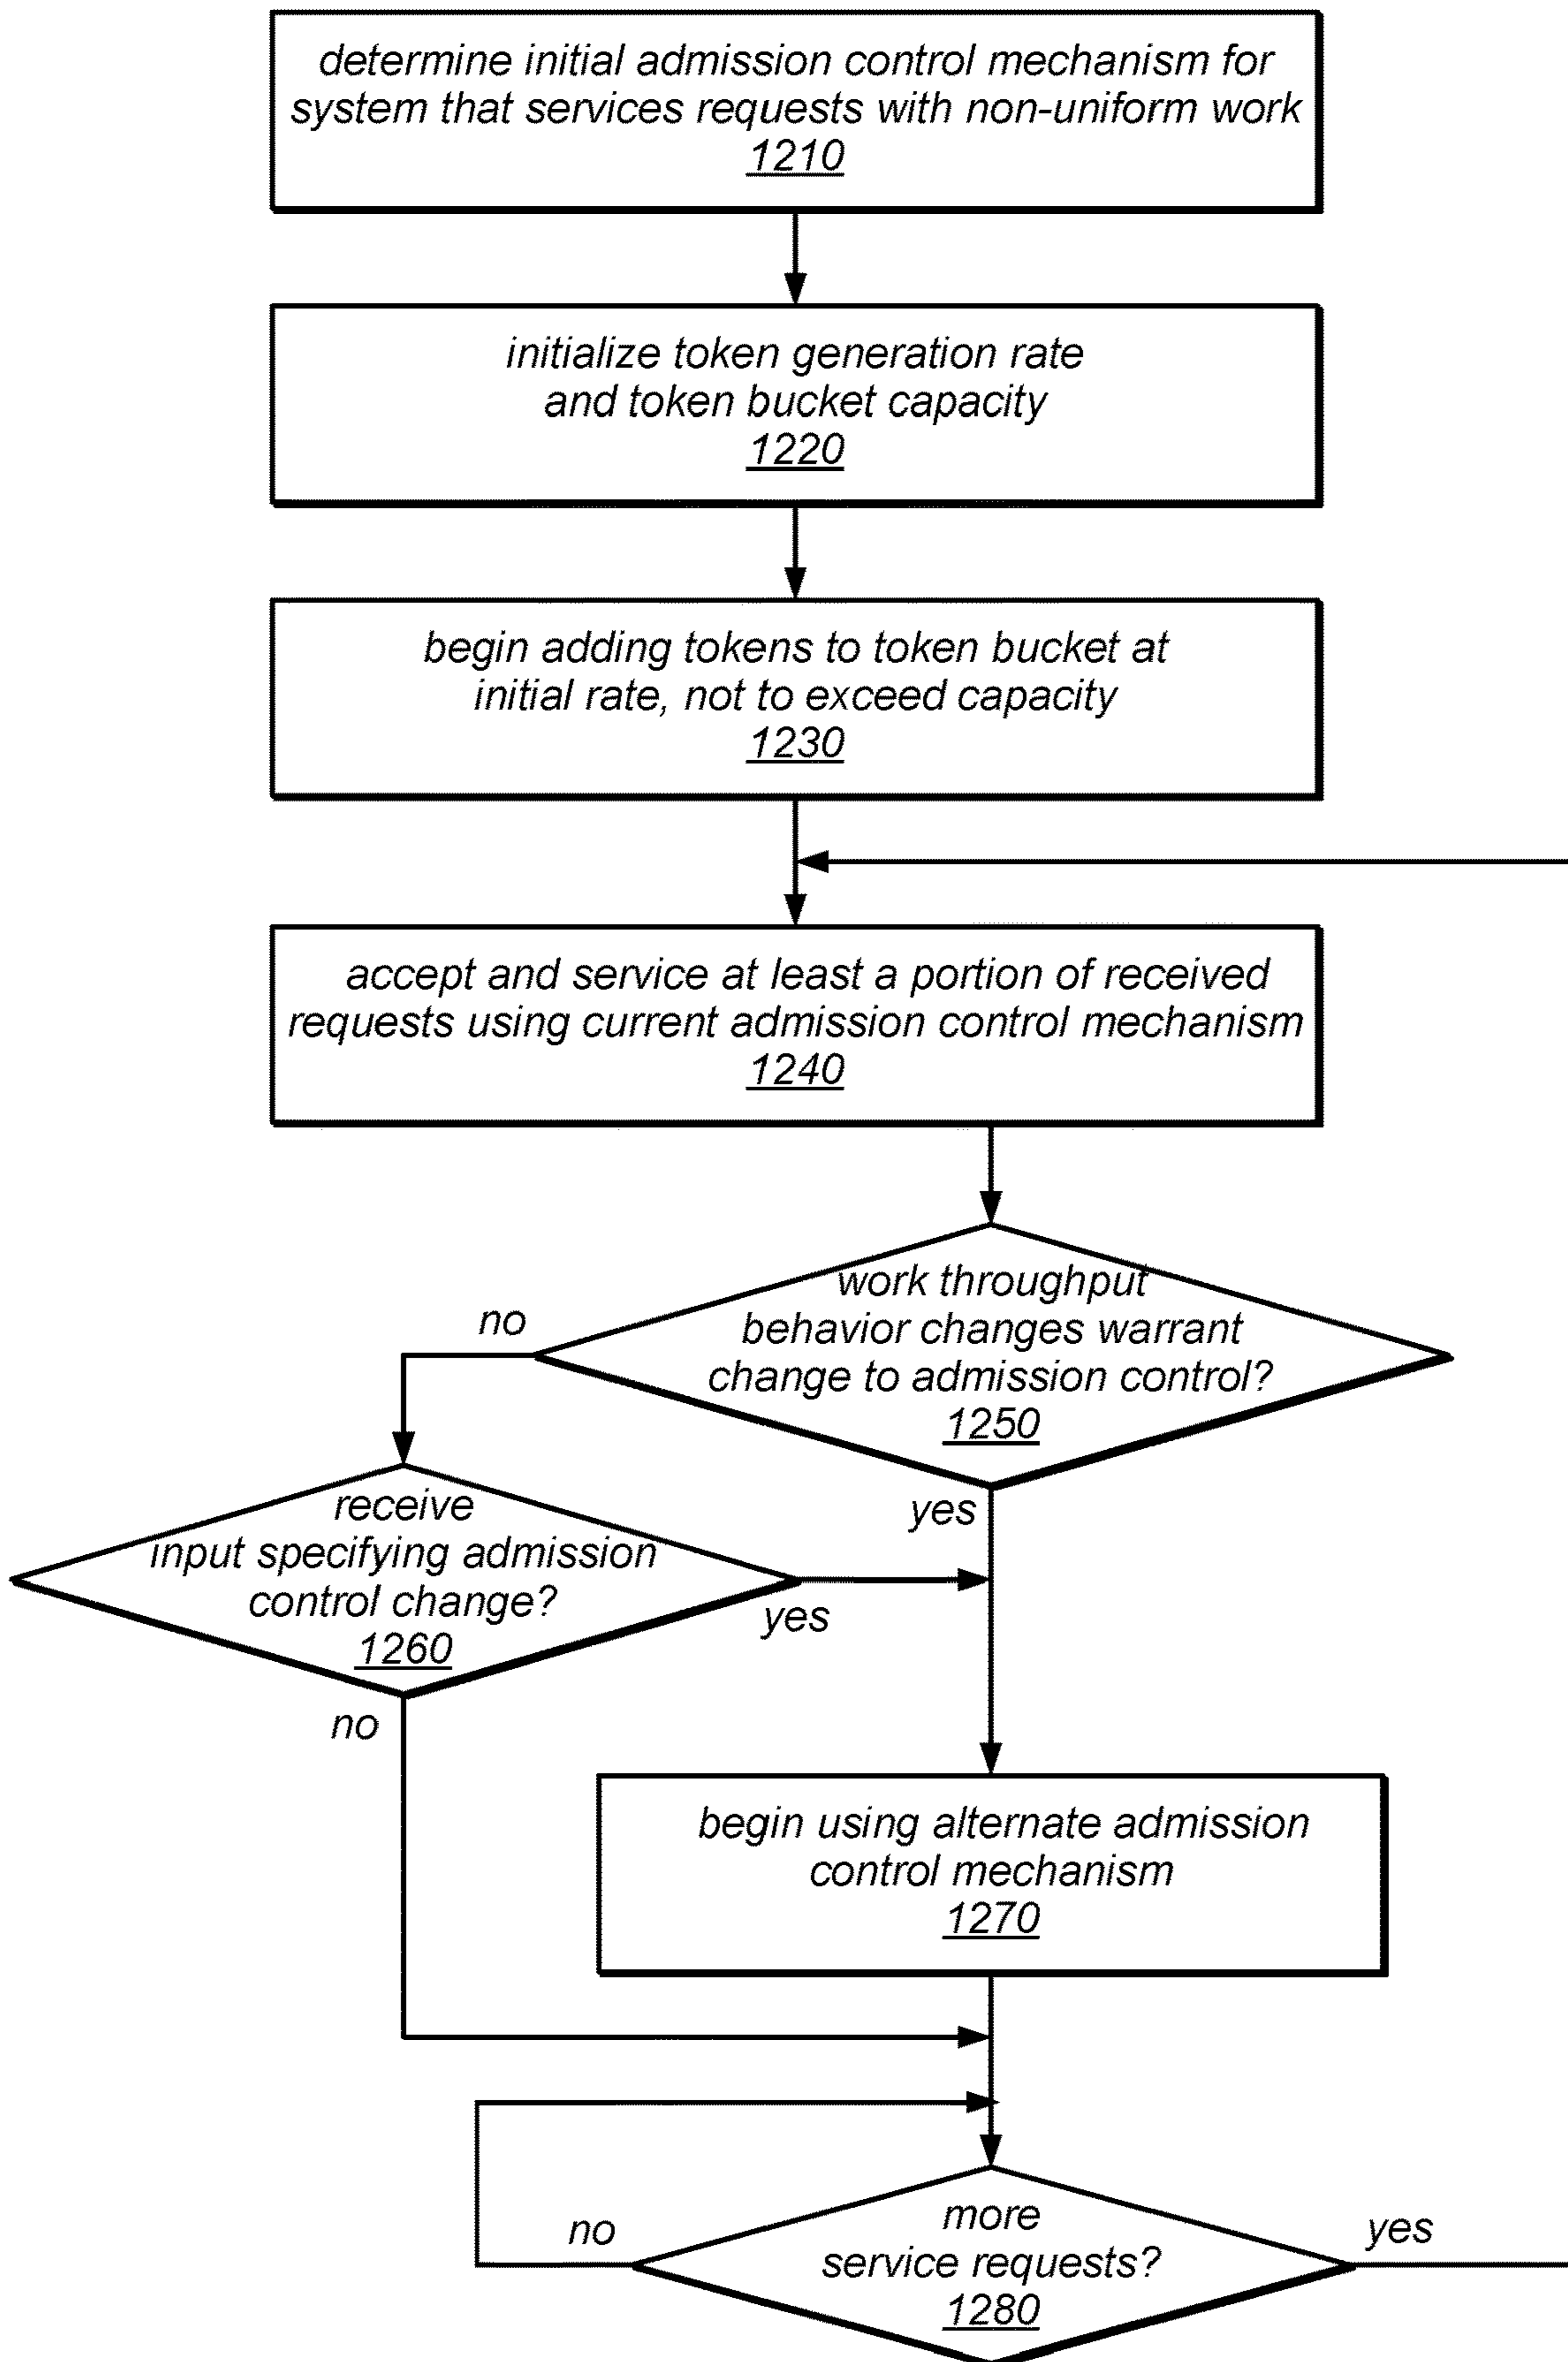 determine initial admission control mechanism for
system that services requests with non-uniform work
1210
initialize token generation rate
and token bucket capacity
1220
begin adding tokens to token bucket at
initial rate, not to exceed capacity
1230
accept and service at least a portion of received
requests using current admission control mechanism
1240
work throughput
behavior changes warrant
change to admission control?
1250
no
yes
receive
input specifying admission
control change?
1260
yes
no
begin using alternate admission
control mechanism
1270
more
service requests?
1280
no
yes